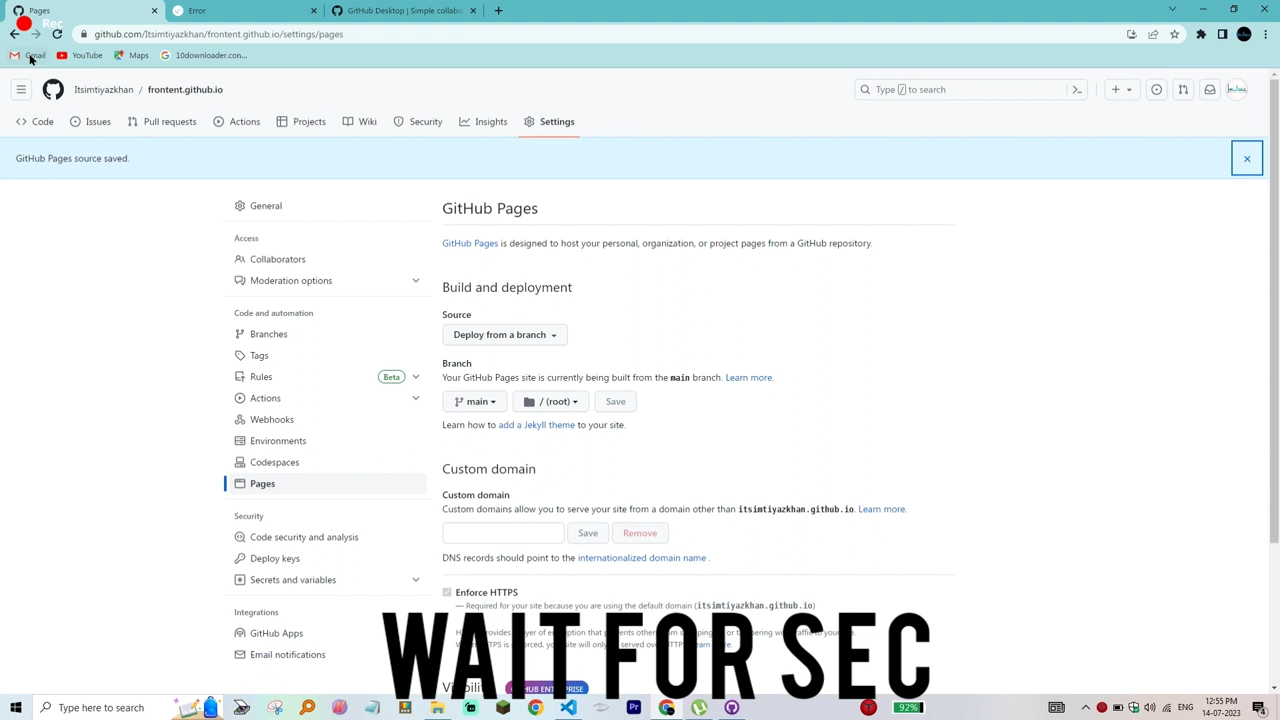 Pages
Error
GitHub Desktop | Simple collabo
Rec
github.com/Itsimtiyazkhan/frontent.github.io/settings/pages
Gmail
YouTube
Maps
10downloader.con...
Itsimtiyazkhan / frontent.github.io
Type / to search
Code
Issues
Pull requests
Actions
Projects
Wiki
Security
Insights
Settings
GitHub Pages source saved.
General
Access
Collaborators
Moderation options
Code and automation
Branches
Tags
Rules
Beta
Actions
Webhooks
Environments
Codespaces
Pages
Security
Code security and analysis
Deploy keys
Secrets and variables
Integrations
GitHub Apps
Email notifications
GitHub Pages
GitHub Pages is designed to host your personal, organization, or project pages from a GitHub repository.
Build and deployment
Source
Deploy from a branch
Branch
Your GitHub Pages site is currently being built from the main branch. Learn more.
main
/ (root)
Save
Learn how to add a Jekyll theme to your site.
Custom domain
Custom domain
Custom domains allow you to serve your site from a domain other than itsimtiyazkhan.github.io. Learn more.
Save
Remove
DNS records should point to the internationalized domain name .
Enforce HTTPS
— Required for your site because you are using the default domain (itsimtiyazkhan.github.io)
WAIT FOR SEC
Type here to search
Pr
92%
ENG
12:55 PM
14-07-2023